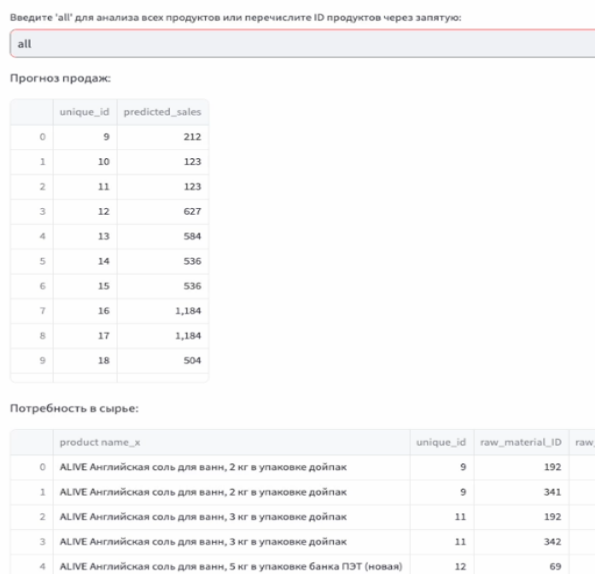 Введите 'all' для анализа всех продуктов или перечислите ID продуктов через запятую:
all
Прогноз продаж:
unique_id predicted_sales
0 9 212
1 10 123
2 11 123
3 12 627
4 13 584
5 14 536
6 15 536
7 16 1,184
8 17 1,184
9 18 504
Потребность в сырье:
product name_x unique_id raw_material_ID raw_
0 ALIVE Английская соль для ванн, 2 кг в упаковке дойпак 9 192
1 ALIVE Английская соль для ванн, 2 кг в упаковке дойпак 9 341
2 ALIVE Английская соль для ванн, 3 кг в упаковке дойпак 11 192
3 ALIVE Английская соль для ванн, 3 кг в упаковке дойпак 11 342
4 ALIVE Английская соль для ванн, 5 кг в упаковке банка ПЭТ (новая) 12 69